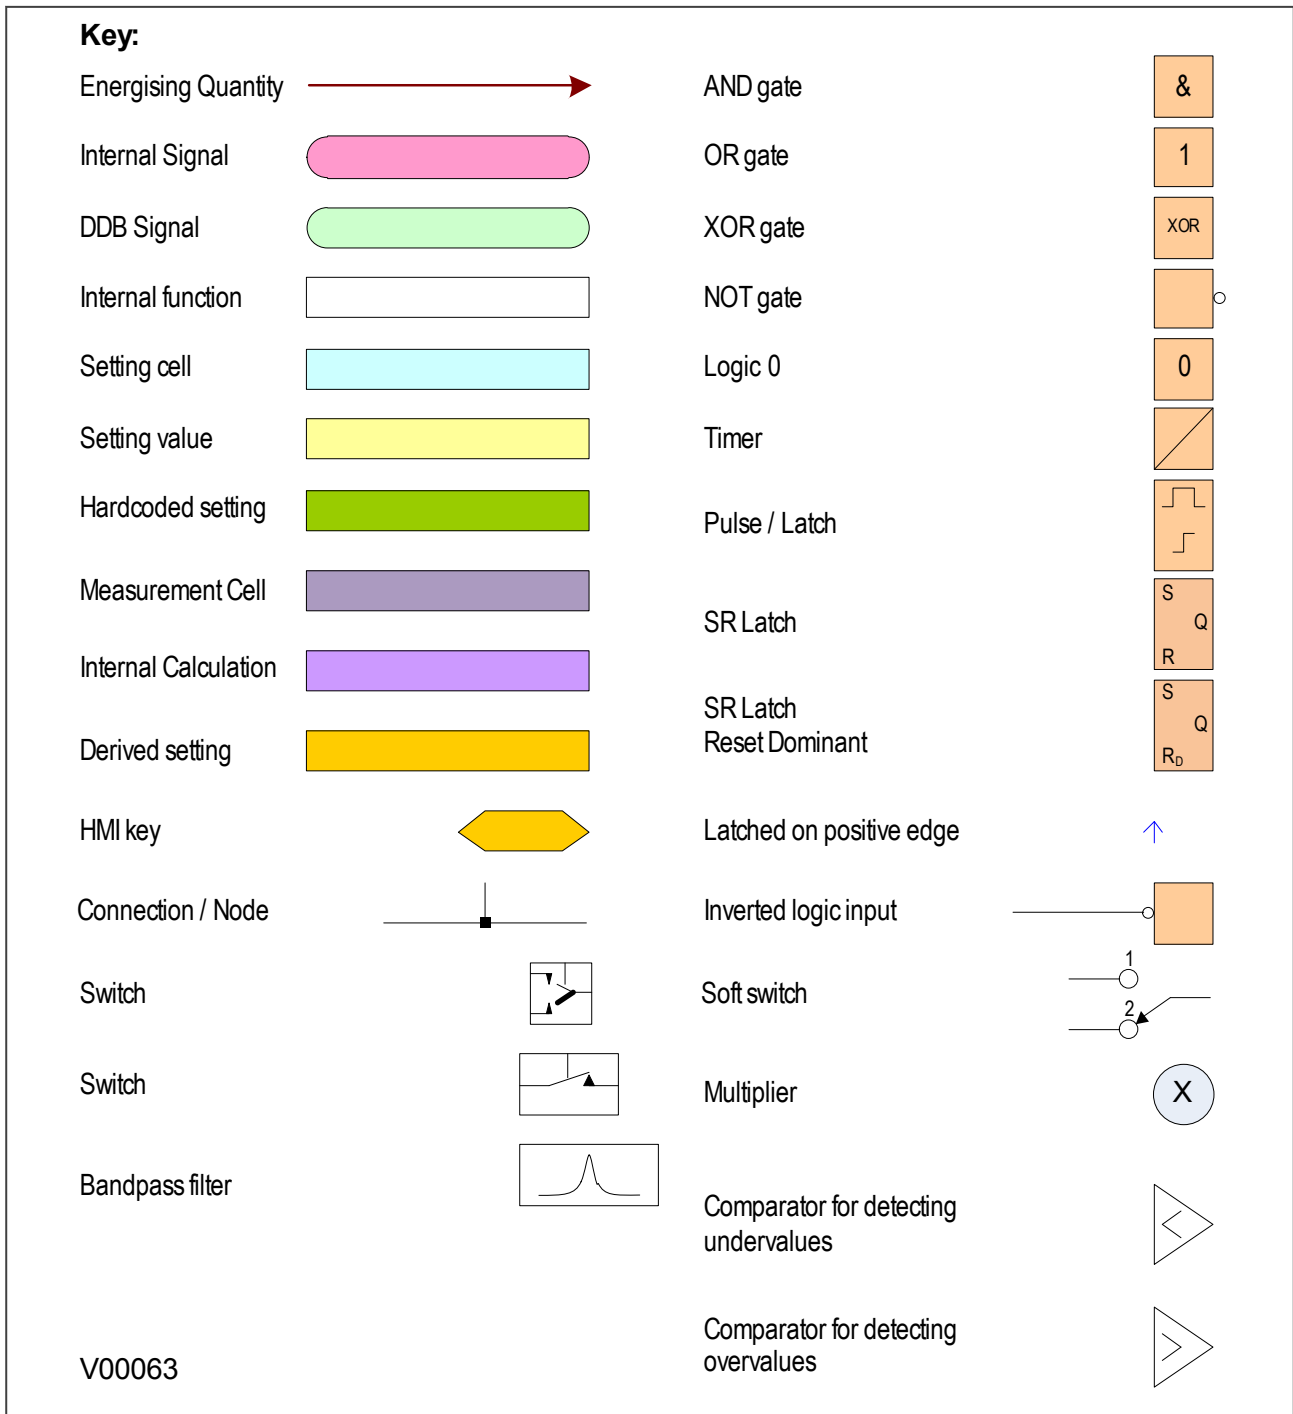 Key:
Energising Quantity
Internal Signal
DDB Signal
Internal function
Setting cell
Setting value
Hardcoded setting
Measurement Cell
Internal Calculation
Derived setting
HMI key
Connection / Node
Switch
Switch
Bandpass filter
V00063
AND gate
&
OR gate
1
XOR gate
XOR
NOT gate
Logic 0
0
Timer
Pulse / Latch
SR Latch
S
Q
R
SR Latch
Reset Dominant
S
Q
RD
Latched on positive edge
Inverted logic input
Soft switch
1
2
Multiplier
X
Comparator for detecting
undervalues
<
Comparator for detecting
overvalues
>